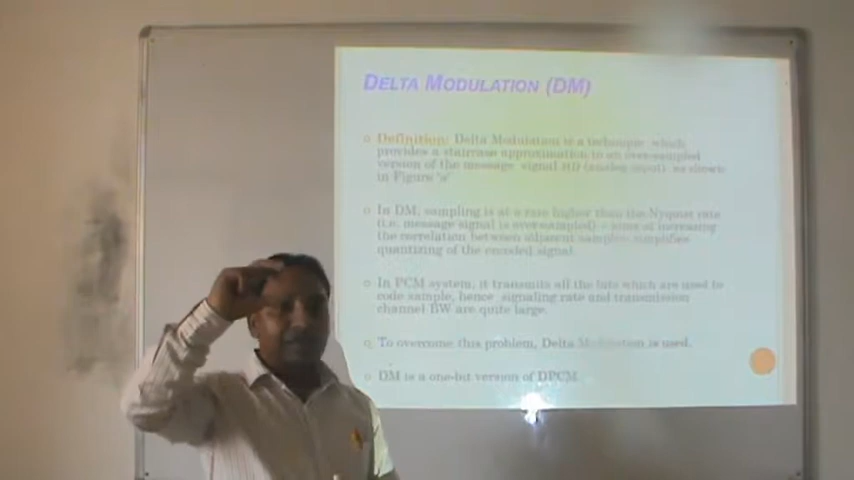 DELTA MODULATION (DM)
Definition: Delta Modulation is a technique which
provides a staircase approximation to an over-sampled
version of the message signal (analog input), as shown
in Figure 'a'
In DM, sampling is at a rate higher than the Nyquist rate
(i.e. message signal is over-sampled) – aims at increasing
the correlation between adjacent samples simplifies
quantizing of the encoded signal.
In PCM system, it transmits all the bits which are used to
code sample, hence signaling rate and transmission
channel BW are quite large.
To overcome this problem, Delta Modulation is used.
DM is a one-bit version of DPCM.